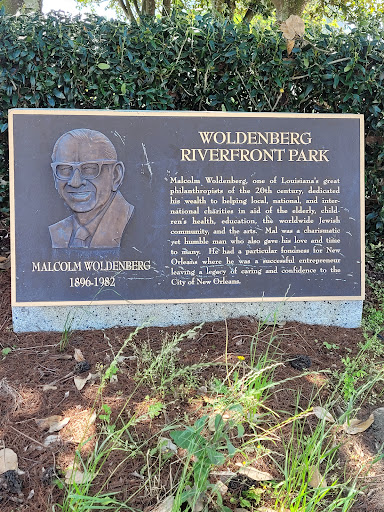 WOLDENBERG
RIVERFRONT PARK
Malcolm Woldenberg, one of Louisiana's great
philanthropists of the 20th century, dedicated
his wealth to helping local, national, and inter-
national charities in aid of the elderly, child-
ren's health, education, the worldwide Jewish
community, and the arts. Mal was a charismatic
yet humble man who also gave his love and time
to many. He had a particular fondness for New
Orleans where he was a successful entrepreneur
leaving a legacy of caring and confidence to the
City of New Orleans.
MALCOLM WOLDENBERG
1896-1982